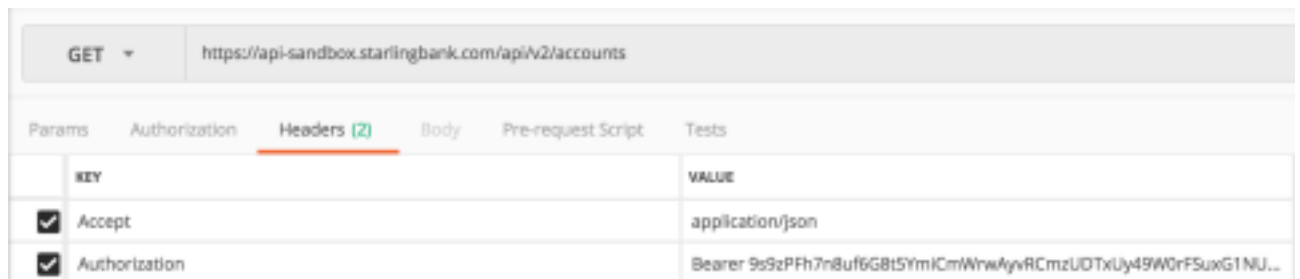 GET https://api-sandbox.starlingbank.com/api/v2/accounts
Params Authorization Headers (2) Body Pre-request Script Tests
KEY VALUE
Accept application/json
Authorization Bearer